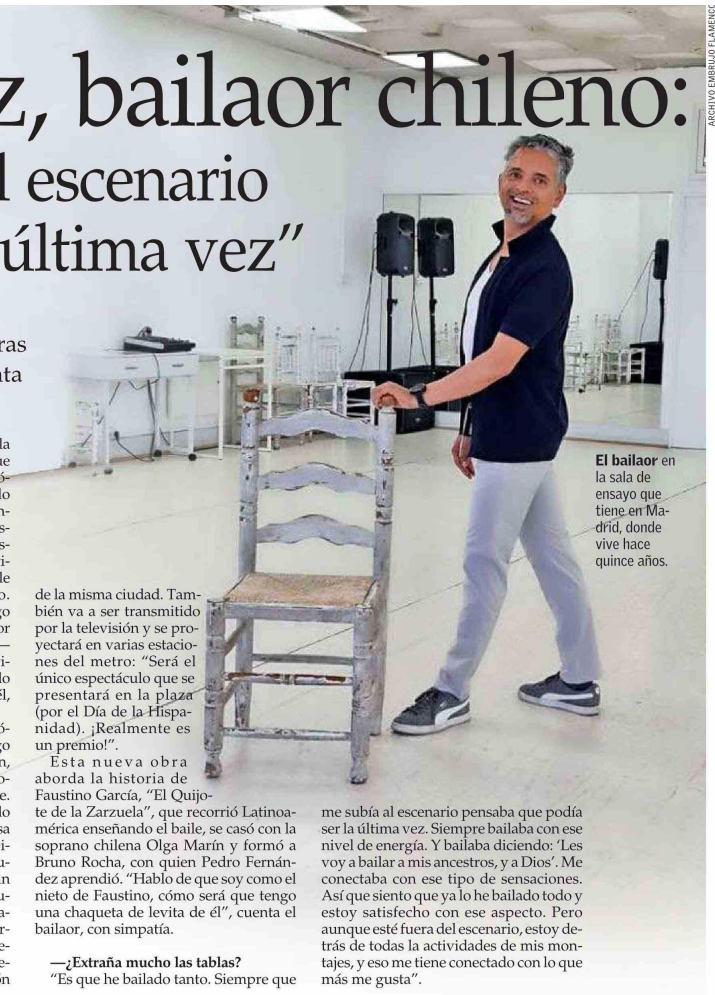 ARCHIVO EMBRUJO FLAMENCO
z, bailaor chileno:
l escenario
última vez”
ras
El bailaor en
la sala de
ensayo que
tiene en Ma-
drid, donde
vive hace
quince años.
de la misma ciudad. Tam-
bién va a ser transmitido
por la televisión y se pro-
yectará en varias estacio-
nes del metro: “Será el
único espectáculo que se
presentará en la plaza
(por el Día de la Hispa-
nidad). ¡Realmente es
un premio!”.
Esta nueva obra
aborda la historia de
Faustino García, “El Quijo-
te de la Zarzuela”, que recorrió Latinoa-
mérica enseñando el baile, se casó con la
soprano chilena Olga Marín y formó a
Bruno Rocha, con quien Pedro Fernán-
dez aprendió. “Hablo de que soy como el
nieto de Faustino, cómo será que tengo
una chaqueta de levita de él”, cuenta el
bailaor, con simpatía.
—¿Extraña mucho las tablas?
“Es que he bailado tanto. Siempre que
me subía al escenario pensaba que podía
ser la última vez. Siempre bailaba con ese
nivel de energía. Y bailaba diciendo: ‘Les
voy a bailar a mis ancestros, y a Dios’. Me
conectaba con ese tipo de sensaciones.
Así que siento que ya lo he bailado todo y
estoy satisfecho con ese aspecto. Pero
aunque esté fuera del escenario, estoy de-
trás de todas la actividades de mis mon-
tajes, y eso me tiene conectado con lo que
más me gusta”.